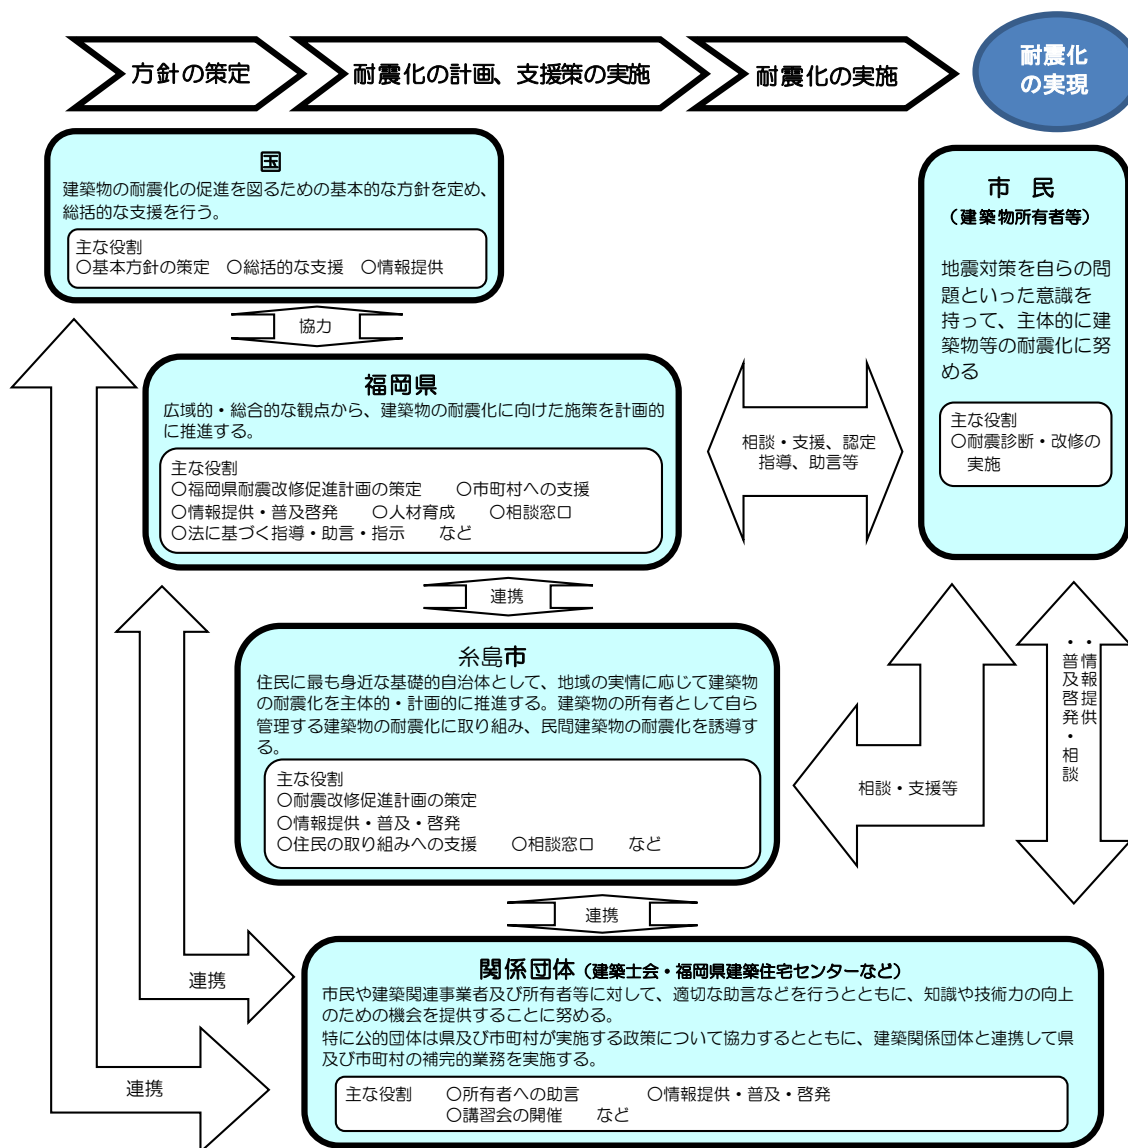 方針の策定
耐震化の計画、支援策の実施
耐震化の実施
耐震化
の実現
国
建築物の耐震化の促進を図るための基本的な方針を定め、
総括的な支援を行う。
主な役割
○基本方針の策定　○総括的な支援　○情報提供
協力
福岡県
広域的・総合的な観点から、建築物の耐震化に向けた施策を計画的
に推進する。
主な役割
○福岡県耐震改修促進計画の策定　　○市町村への支援
○情報提供・普及啓発　　○人材育成　　○相談窓口
○法に基づく指導・助言・指示　　など
相談・支援、認定
指導、助言等
市　民
（建築物所有者等）
地震対策を自らの問
題といった意識を
持って、主体的に建
築物等の耐震化に努
める
主な役割
○耐震診断・改修の
実施
連携
糸島市
住民に最も身近な基礎的自治体として、地域の実情に応じて建築物
の耐震化を主体的・計画的に推進する。建築物の所有者として自ら
管理する建築物の耐震化に取り組み、民間建築物の耐震化を誘導す
る。
主な役割
○耐震改修促進計画の策定
○情報提供・普及・啓発
○住民の取り組みへの支援　　○相談窓口　　など
相談・支援等
・情報提供
・普及啓発・相談
連携
関係団体（建築士会・福岡県建築住宅センターなど）
市民や建築関連事業者及び所有者等に対して、適切な助言などを行うとともに、知識や技術力の向上
のための機会を提供することに努める。
特に公的団体は県及び市町村が実施する政策について協力するとともに、建築関係団体と連携して県
及び市町村の補完的業務を実施する。
主な役割　　○所有者への助言　　　　○情報提供・普及・啓発
○講習会の開催　　など
連携
連携